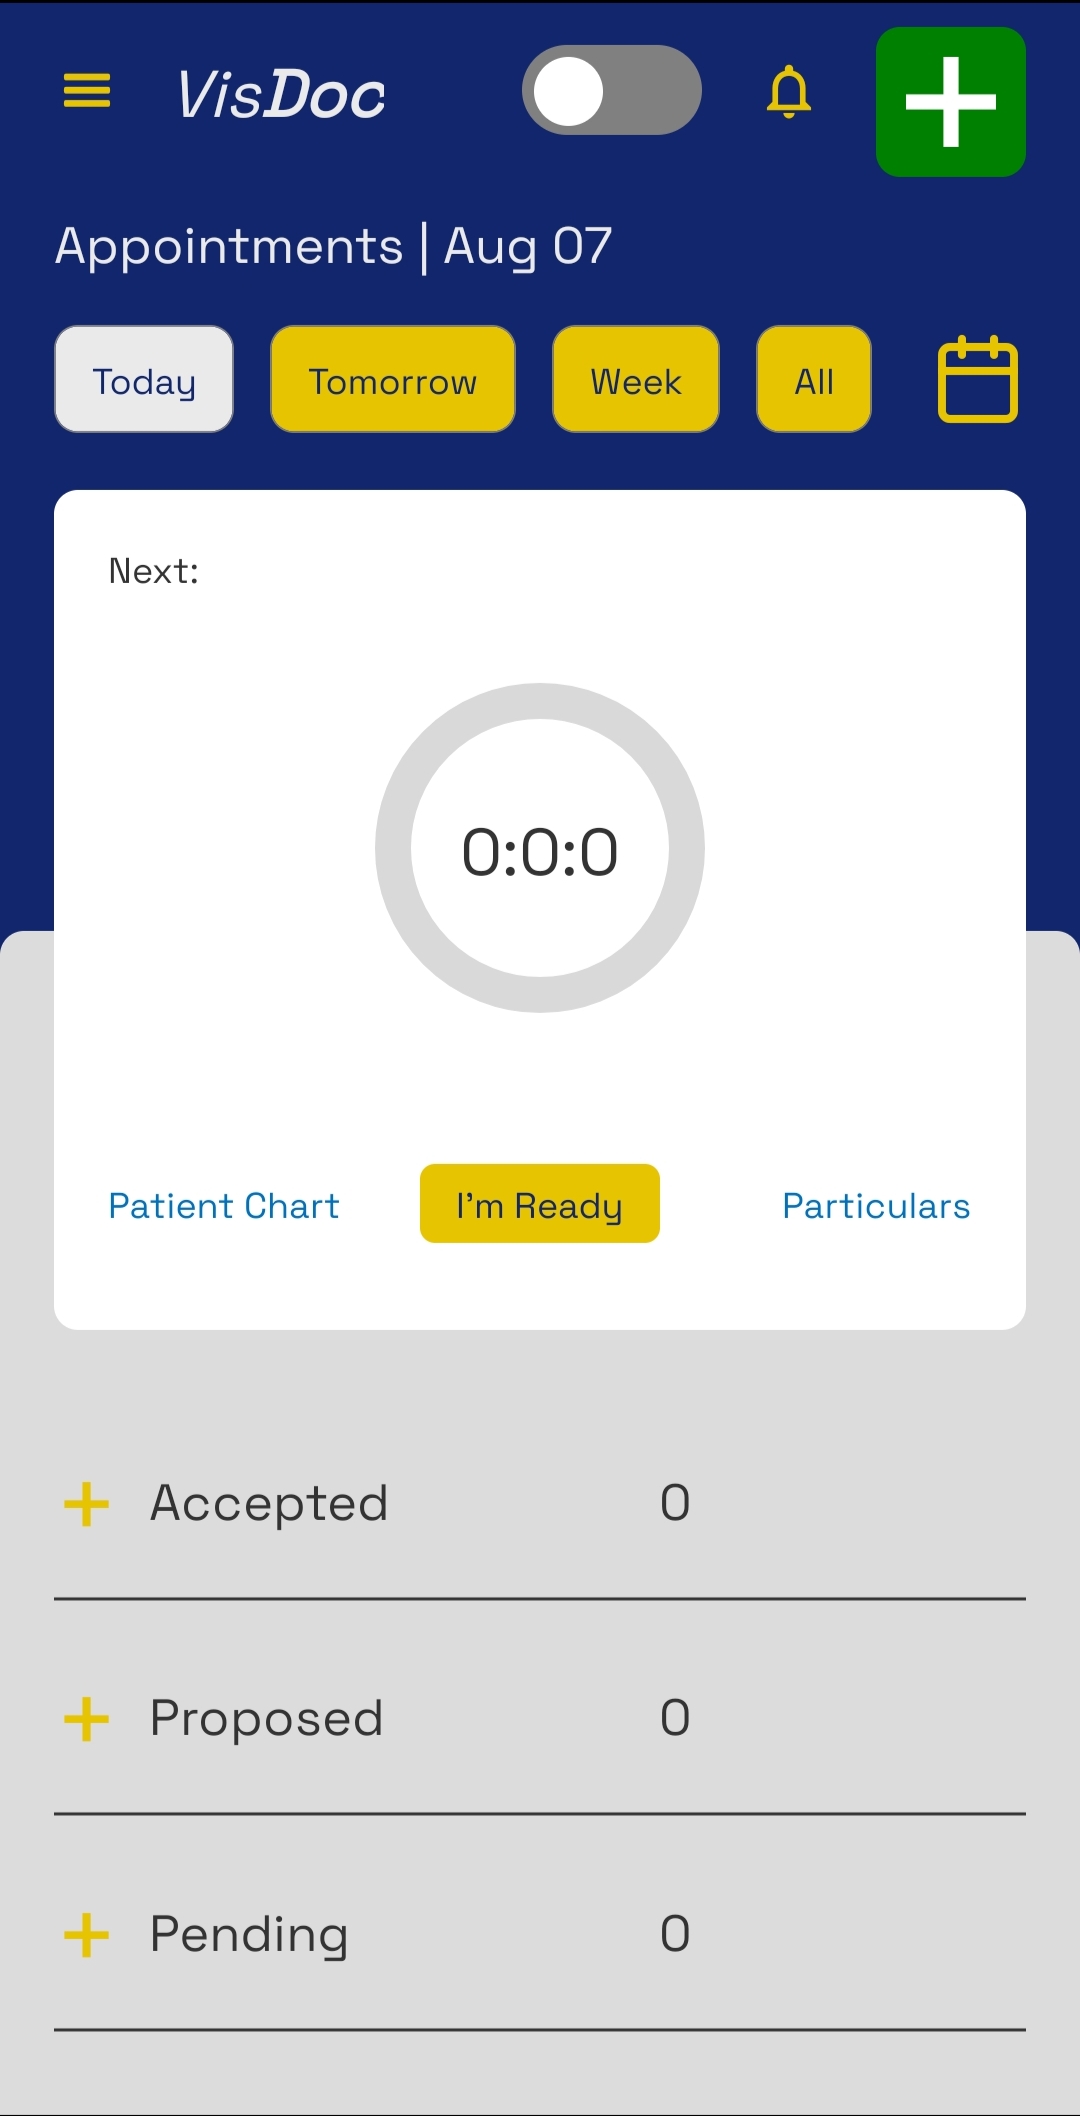 VisDoc
Appointments | Aug 07
Today Tomorrow Week All
Next:
0:0:0
Patient Chart I'm Ready Particulars
Accepted 0
Proposed 0
Pending 0